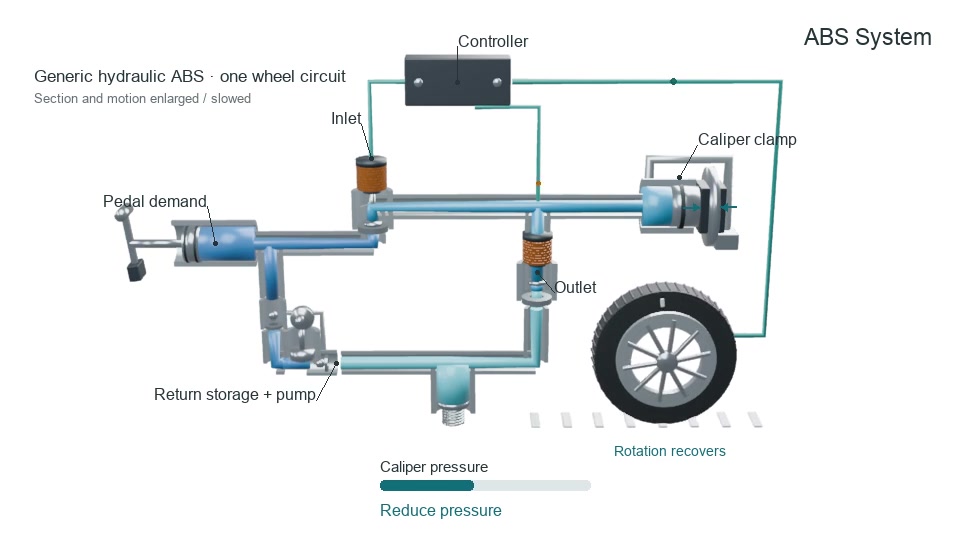 ABS System
Controller
Generic hydraulic ABS · one wheel circuit
Section and motion enlarged / slowed
Inlet
Caliper clamp
Pedal demand
Outlet
Return storage + pump
Rotation recovers
Caliper pressure
Reduce pressure